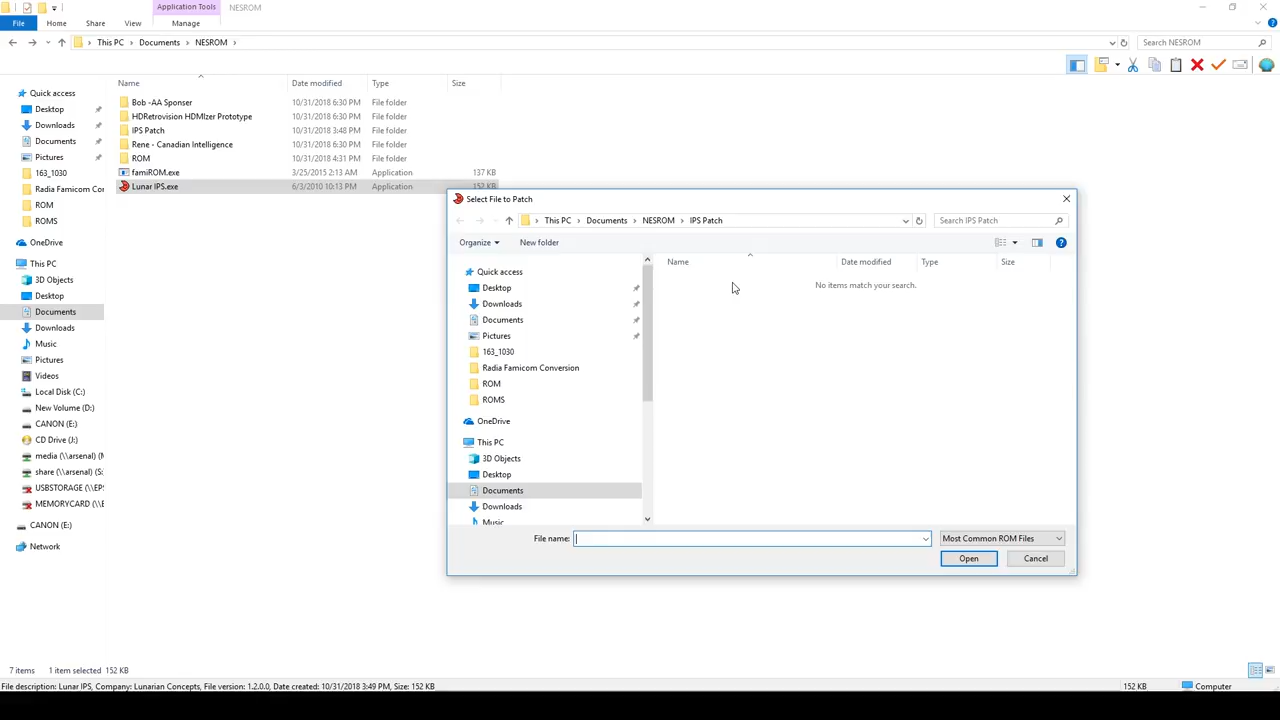 Application Tools NESROM
File Home Share View Manage
This PC Documents NESROM Search NESROM
Name Date modified Type Size
Quick access
Desktop
Downloads
Documents
Pictures
163_1030
Radia Famicom Cor
ROM
ROMS
OneDrive
This PC
3D Objects
Desktop
Documents
Downloads
Music
Pictures
Videos
Local Disk (C:)
New Volume (D:)
CANON (E:)
CD Drive (J:)
media (\\arsenal) (M
share (\\arsenal) (S:
USBSTORAGE (\\EPS
MEMORYCARD (\\E
CANON (E:)
Network
Bob -AA Sponser 10/31/2018 6:30 PM File folder
HDRetrovision HDMIzer Prototype 10/31/2018 6:30 PM File folder
IPS Patch 10/31/2018 3:48 PM File folder
Rene - Canadian Intelligence 10/31/2018 6:30 PM File folder
ROM 10/31/2018 4:31 PM File folder
famiROM.exe 3/25/2015 2:13 AM Application 137 KB
Lunar IPS.exe 6/3/2010 10:13 PM Application 152 KB
Select File to Patch
This PC Documents NESROM IPS Patch Search IPS Patch
Organize New folder
Name Date modified Type Size
No items match your search.
Quick access
Desktop
Downloads
Documents
Pictures
163_1030
Radia Famicom Conversion
ROM
ROMS
OneDrive
This PC
3D Objects
Desktop
Documents
Downloads
Music
File name: Most Common ROM Files
Open Cancel
7 items 1 item selected 152 KB
File description: Lunar IPS, Company: Lunarian Concepts, File version: 1.2.0.0, Date created: 10/31/2018 3:49 PM, Size: 152 KB 152 KB Computer